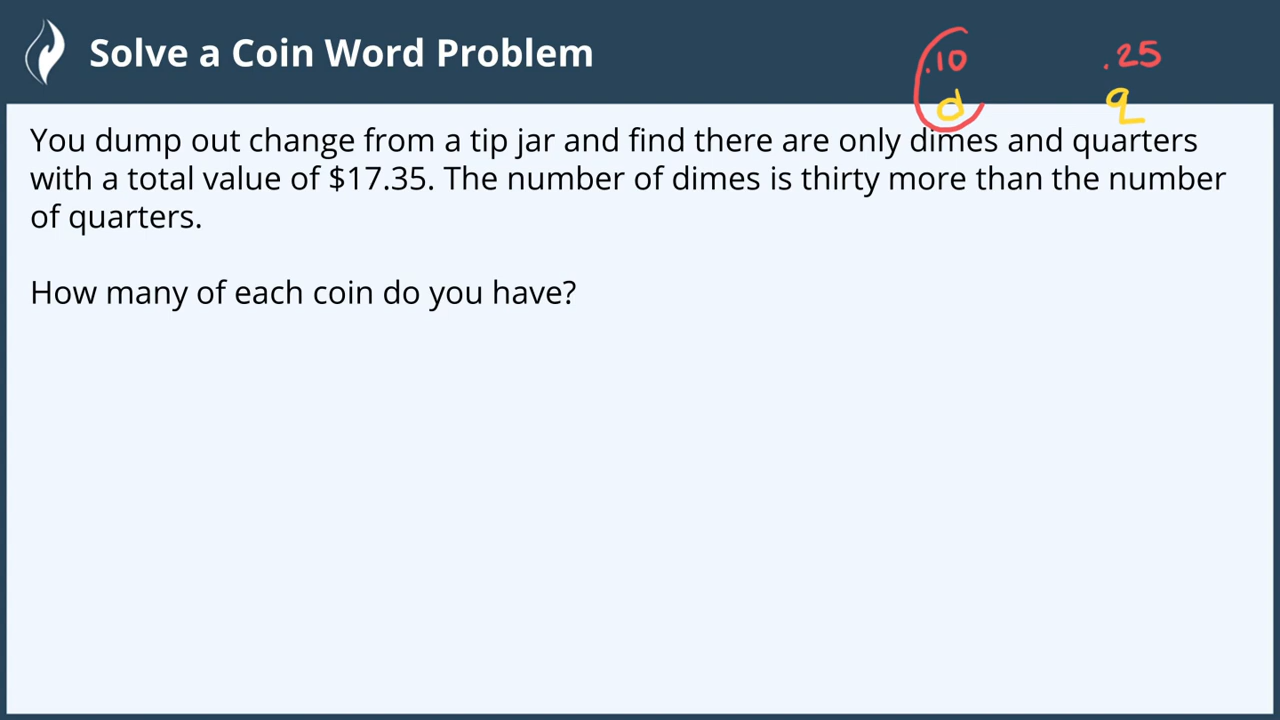 Solve a Coin Word Problem
.10 .25
d q
You dump out change from a tip jar and find there are only dimes and quarters
with a total value of $17.35. The number of dimes is thirty more than the number
of quarters.
How many of each coin do you have?